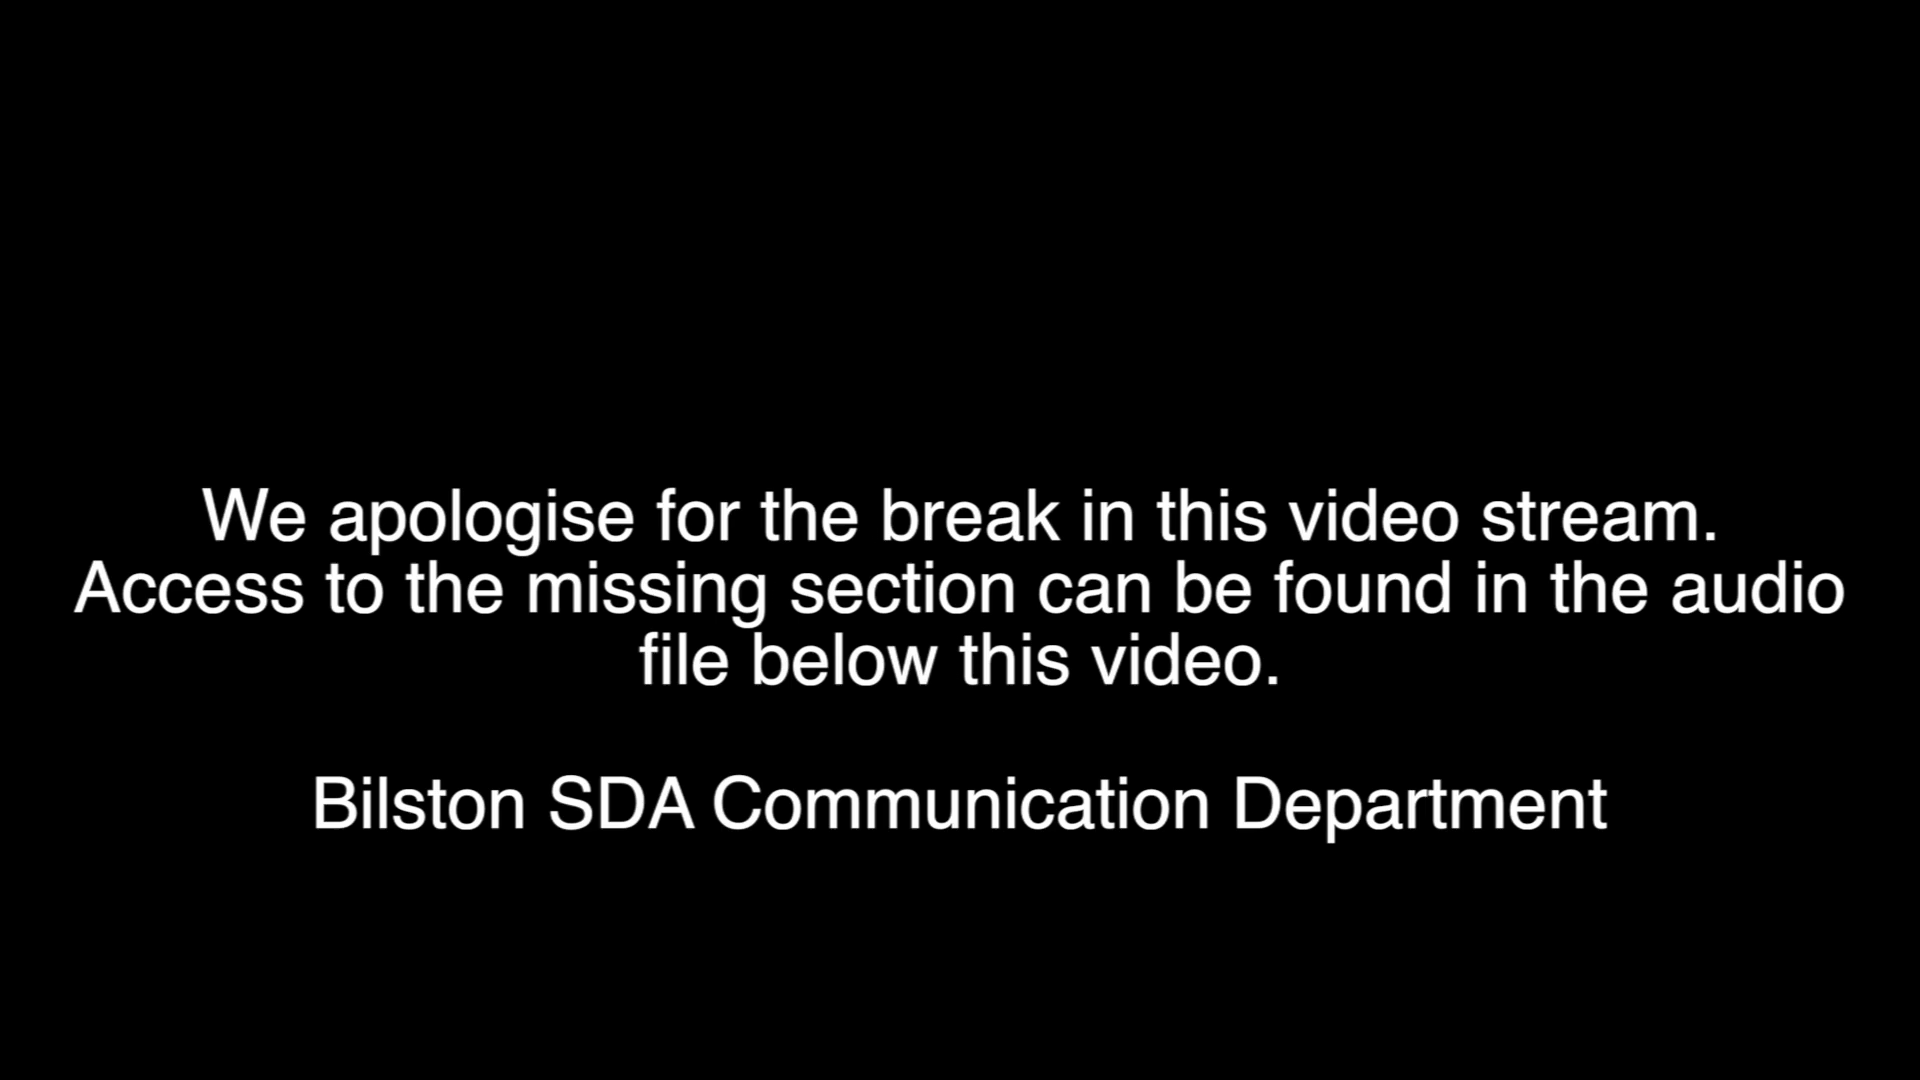 We apologise for the break in this video stream.
Access to the missing section can be found in the audio
file below this video.
Bilston SDA Communication Department